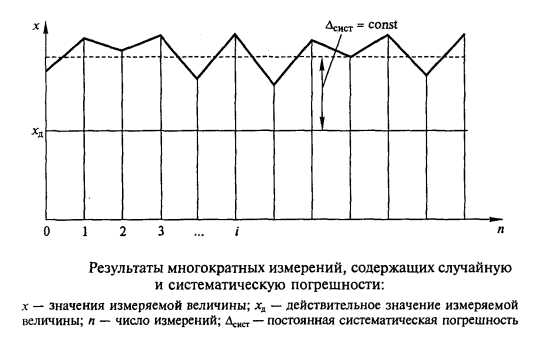 x
Δсист = const
xд
0 1 2 3 ... i n
Результаты многократных измерений, содержащих случайную
и систематическую погрешности:
x — значения измеряемой величины; xд — действительное значение измеряемой
величины; n — число измерений; Δсист — постоянная систематическая погрешность